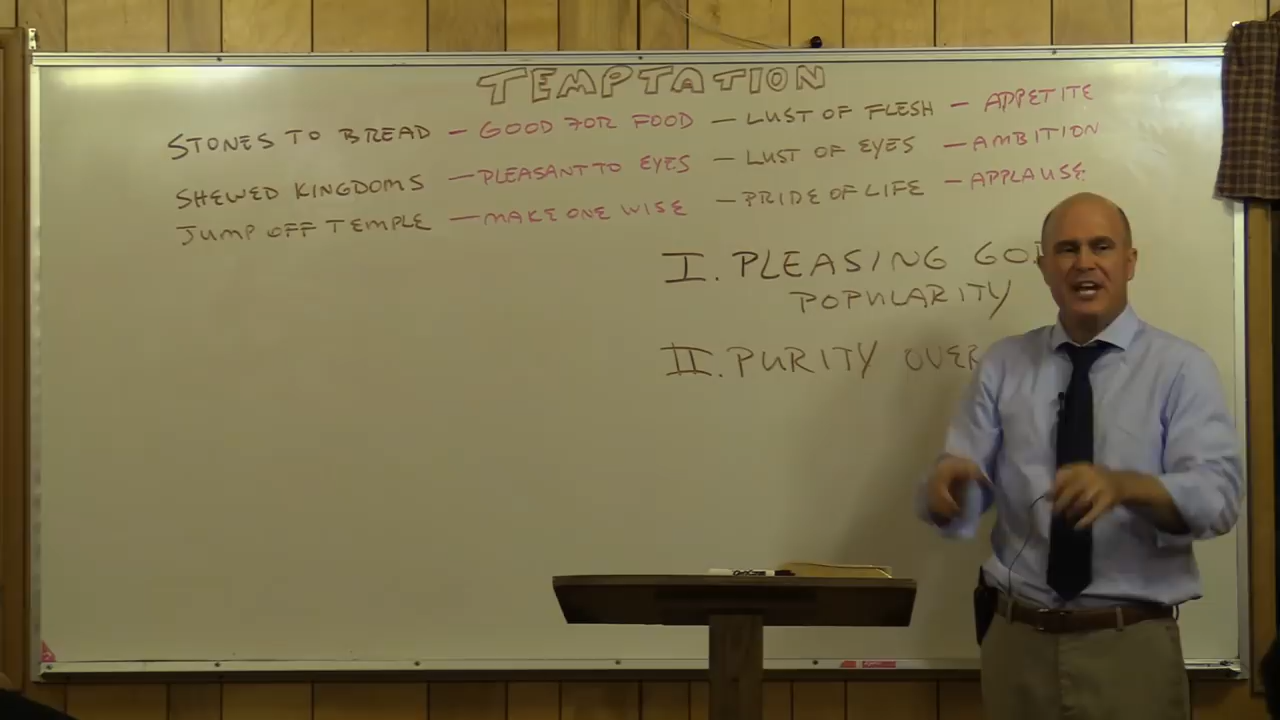 TEMPTATION
STONES TO BREAD - GOOD FOR FOOD - LUST OF FLESH - APPETITE
SHEWED KINGDOMS - PLEASANT TO EYES - LUST OF EYES - AMBITION
JUMP OFF TEMPLE - MAKE ONE WISE - PRIDE OF LIFE - APPLAUSE
I. PLEASING GO
POPULARITY
II. PURITY OVER